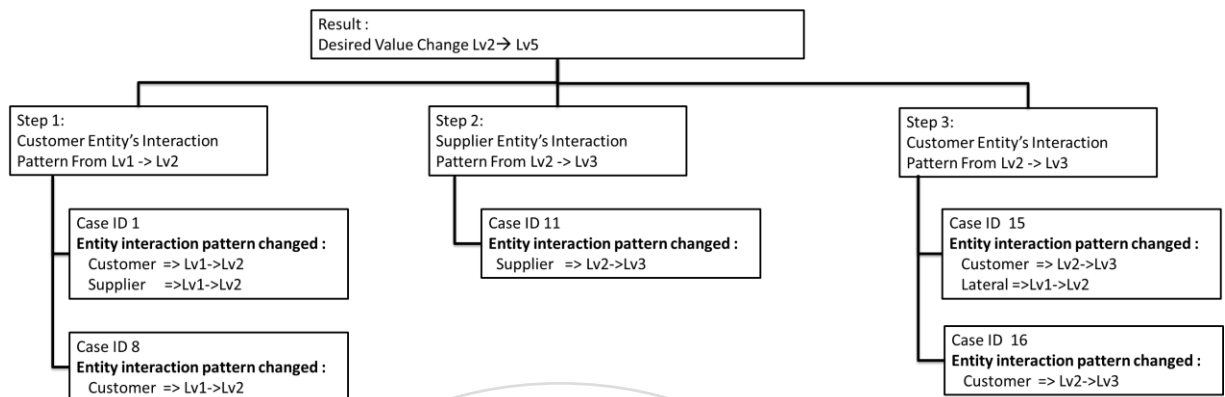 Result :
Desired Value Change Lv2→ Lv5
Step 1:
Customer Entity's Interaction
Pattern From Lv1 -> Lv2
Case ID 1
Entity interaction pattern changed :
Customer => Lv1->Lv2
Supplier =>Lv1->Lv2
Case ID 8
Entity interaction pattern changed :
Customer => Lv1->Lv2
Step 2:
Supplier Entity's Interaction
Pattern From Lv2 -> Lv3
Case ID 11
Entity interaction pattern changed :
Supplier => Lv2->Lv3
Step 3:
Customer Entity's Interaction
Pattern From Lv2 -> Lv3
Case ID 15
Entity interaction pattern changed :
Customer => Lv2->Lv3
Lateral =>Lv1->Lv2
Case ID 16
Entity interaction pattern changed :
Customer => Lv2->Lv3